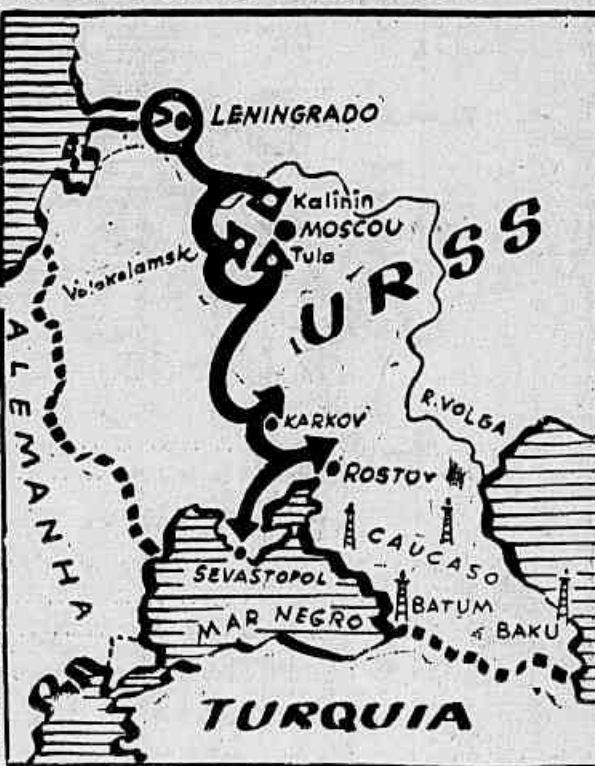 LENINGRADO
Kalinin
MOSCOU
Tula
Volokolamsk
URSS
ALEMANHA
R. VOLGA
KARKOV
ROSTOV
CAUCASO
SEVASTOPOL
BATUM
MAR NEGRO
BAKU
TURQUIA